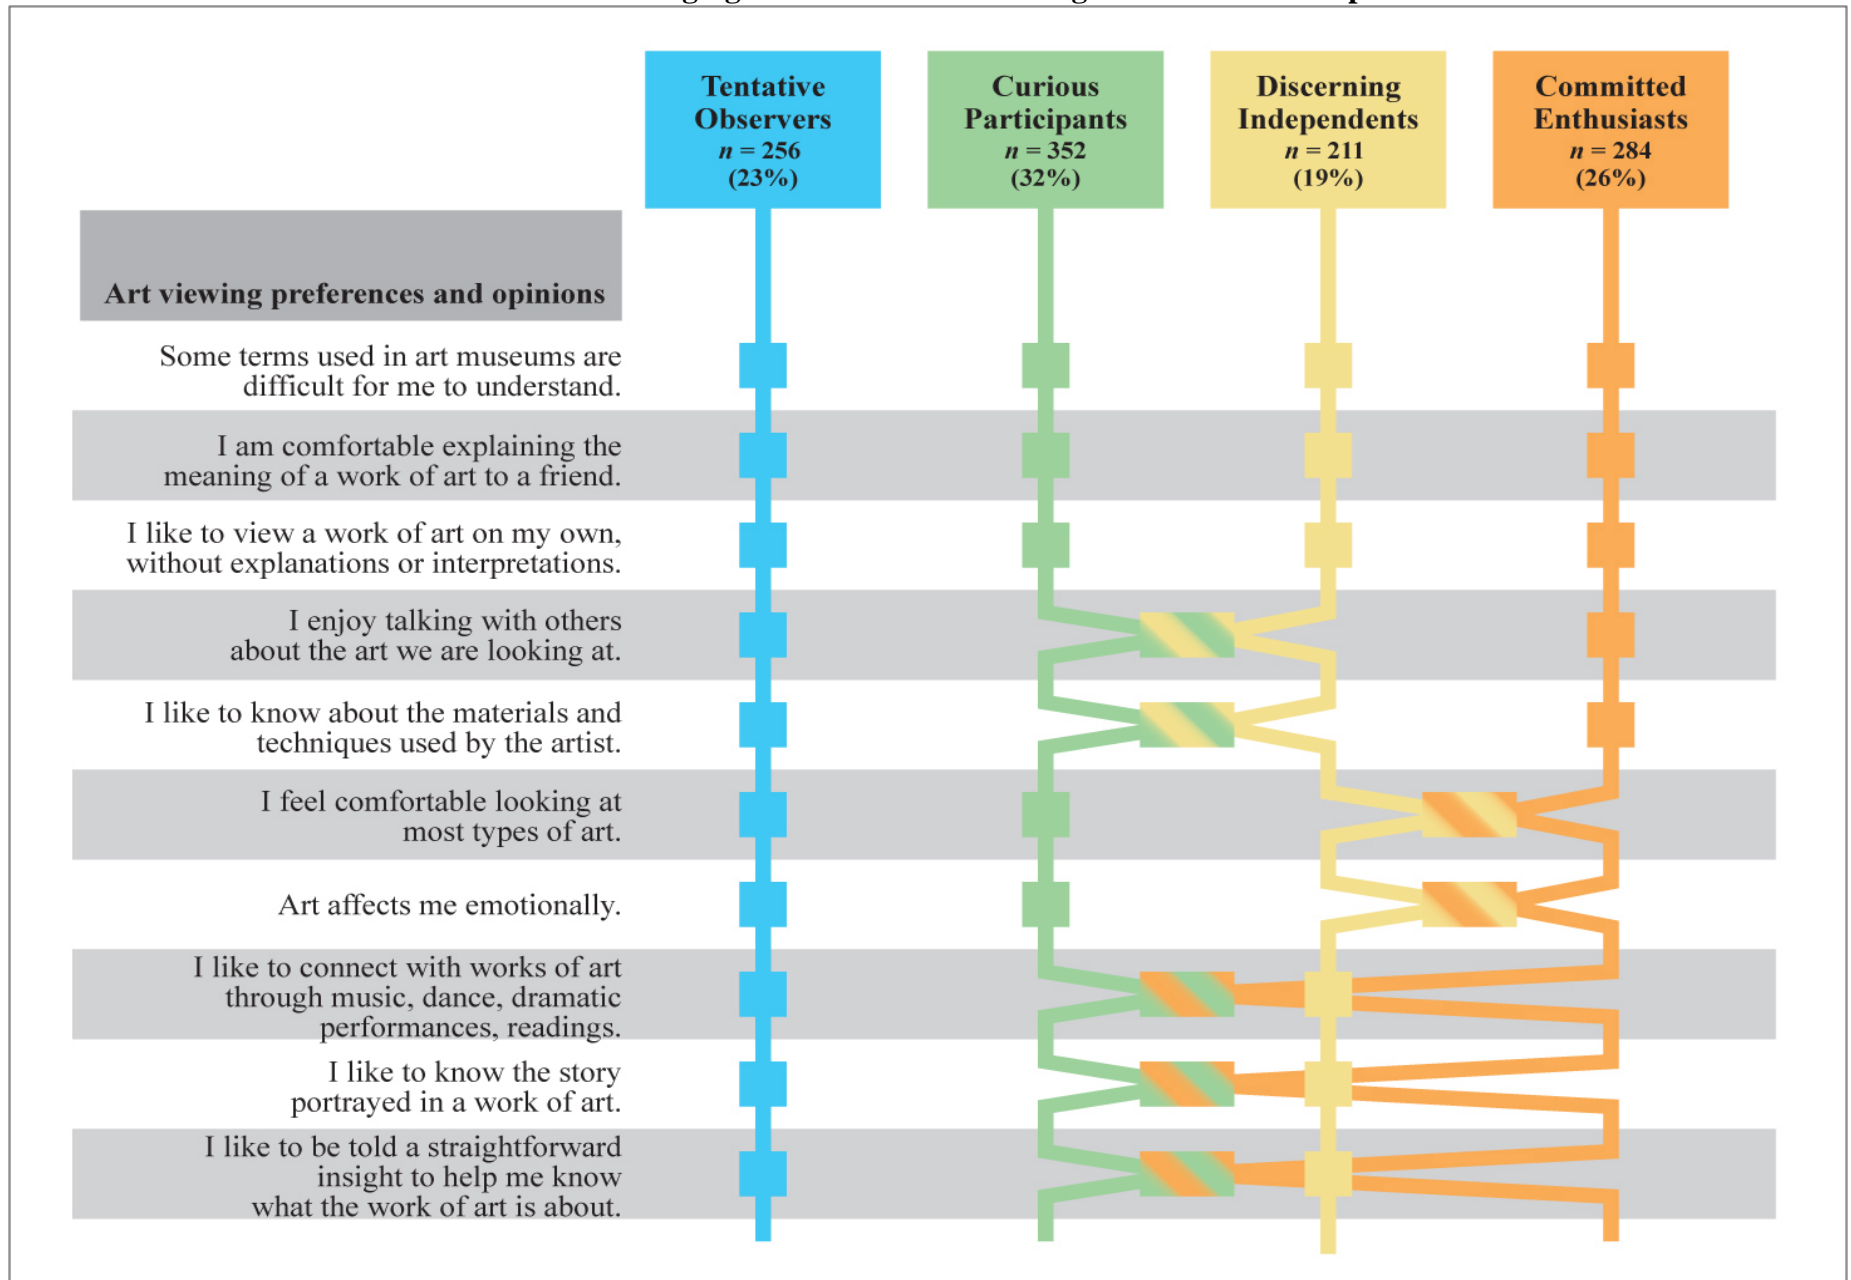 Tentative
Observers
n = 256
(23%)
Curious
Participants
n = 352
(32%)
Discerning
Independents
n = 211
(19%)
Committed
Enthusiasts
n = 284
(26%)
Art viewing preferences and opinions
Some terms used in art museums are
difficult for me to understand.
I am comfortable explaining the
meaning of a work of art to a friend.
I like to view a work of art on my own,
without explanations or interpretations.
I enjoy talking with others
about the art we are looking at.
I like to know about the materials and
techniques used by the artist.
I feel comfortable looking at
most types of art.
Art affects me emotionally.
I like to connect with works of art
through music, dance, dramatic
performances, readings.
I like to know the story
portrayed in a work of art.
I like to be told a straightforward
insight to help me know
what the work of art is about.